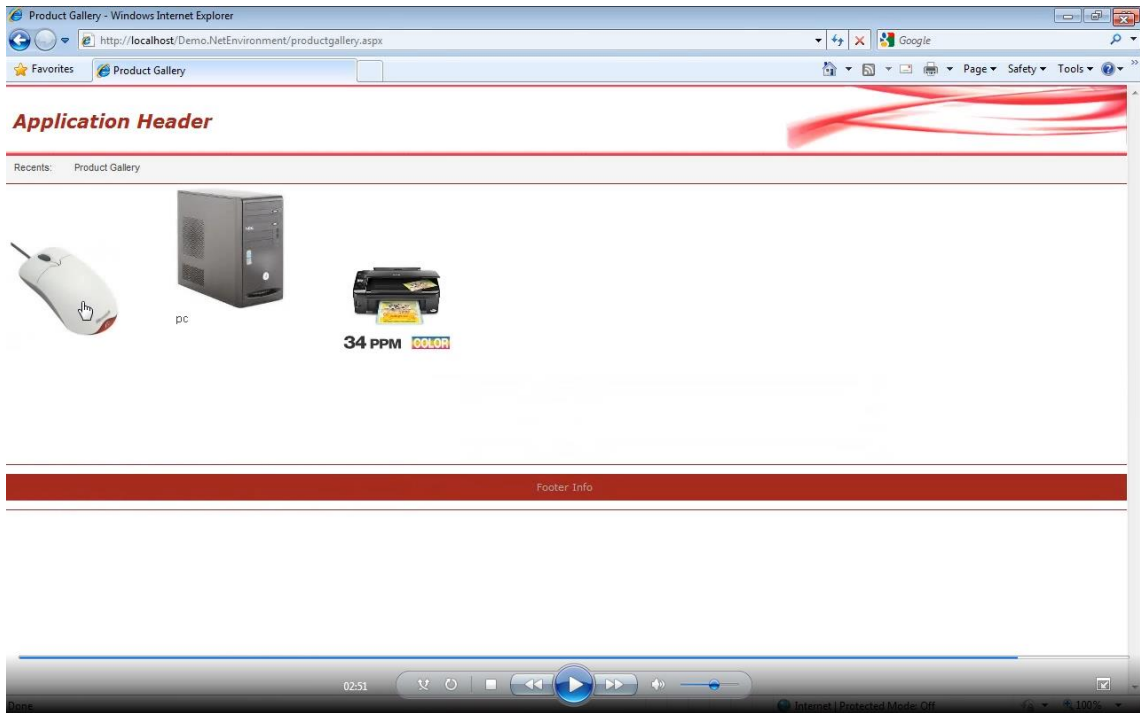 Product Gallery - Windows Internet Explorer
http://localhost/Demo.NetEnvironment/productgallery.aspx
Google
Favorites
Product Gallery
Page
Safety
Tools
Application Header
Recents: Product Gallery
pc
34 PPM COLOR
Footer Info
02:51
Done
Internet | Protected Mode: Off
100%